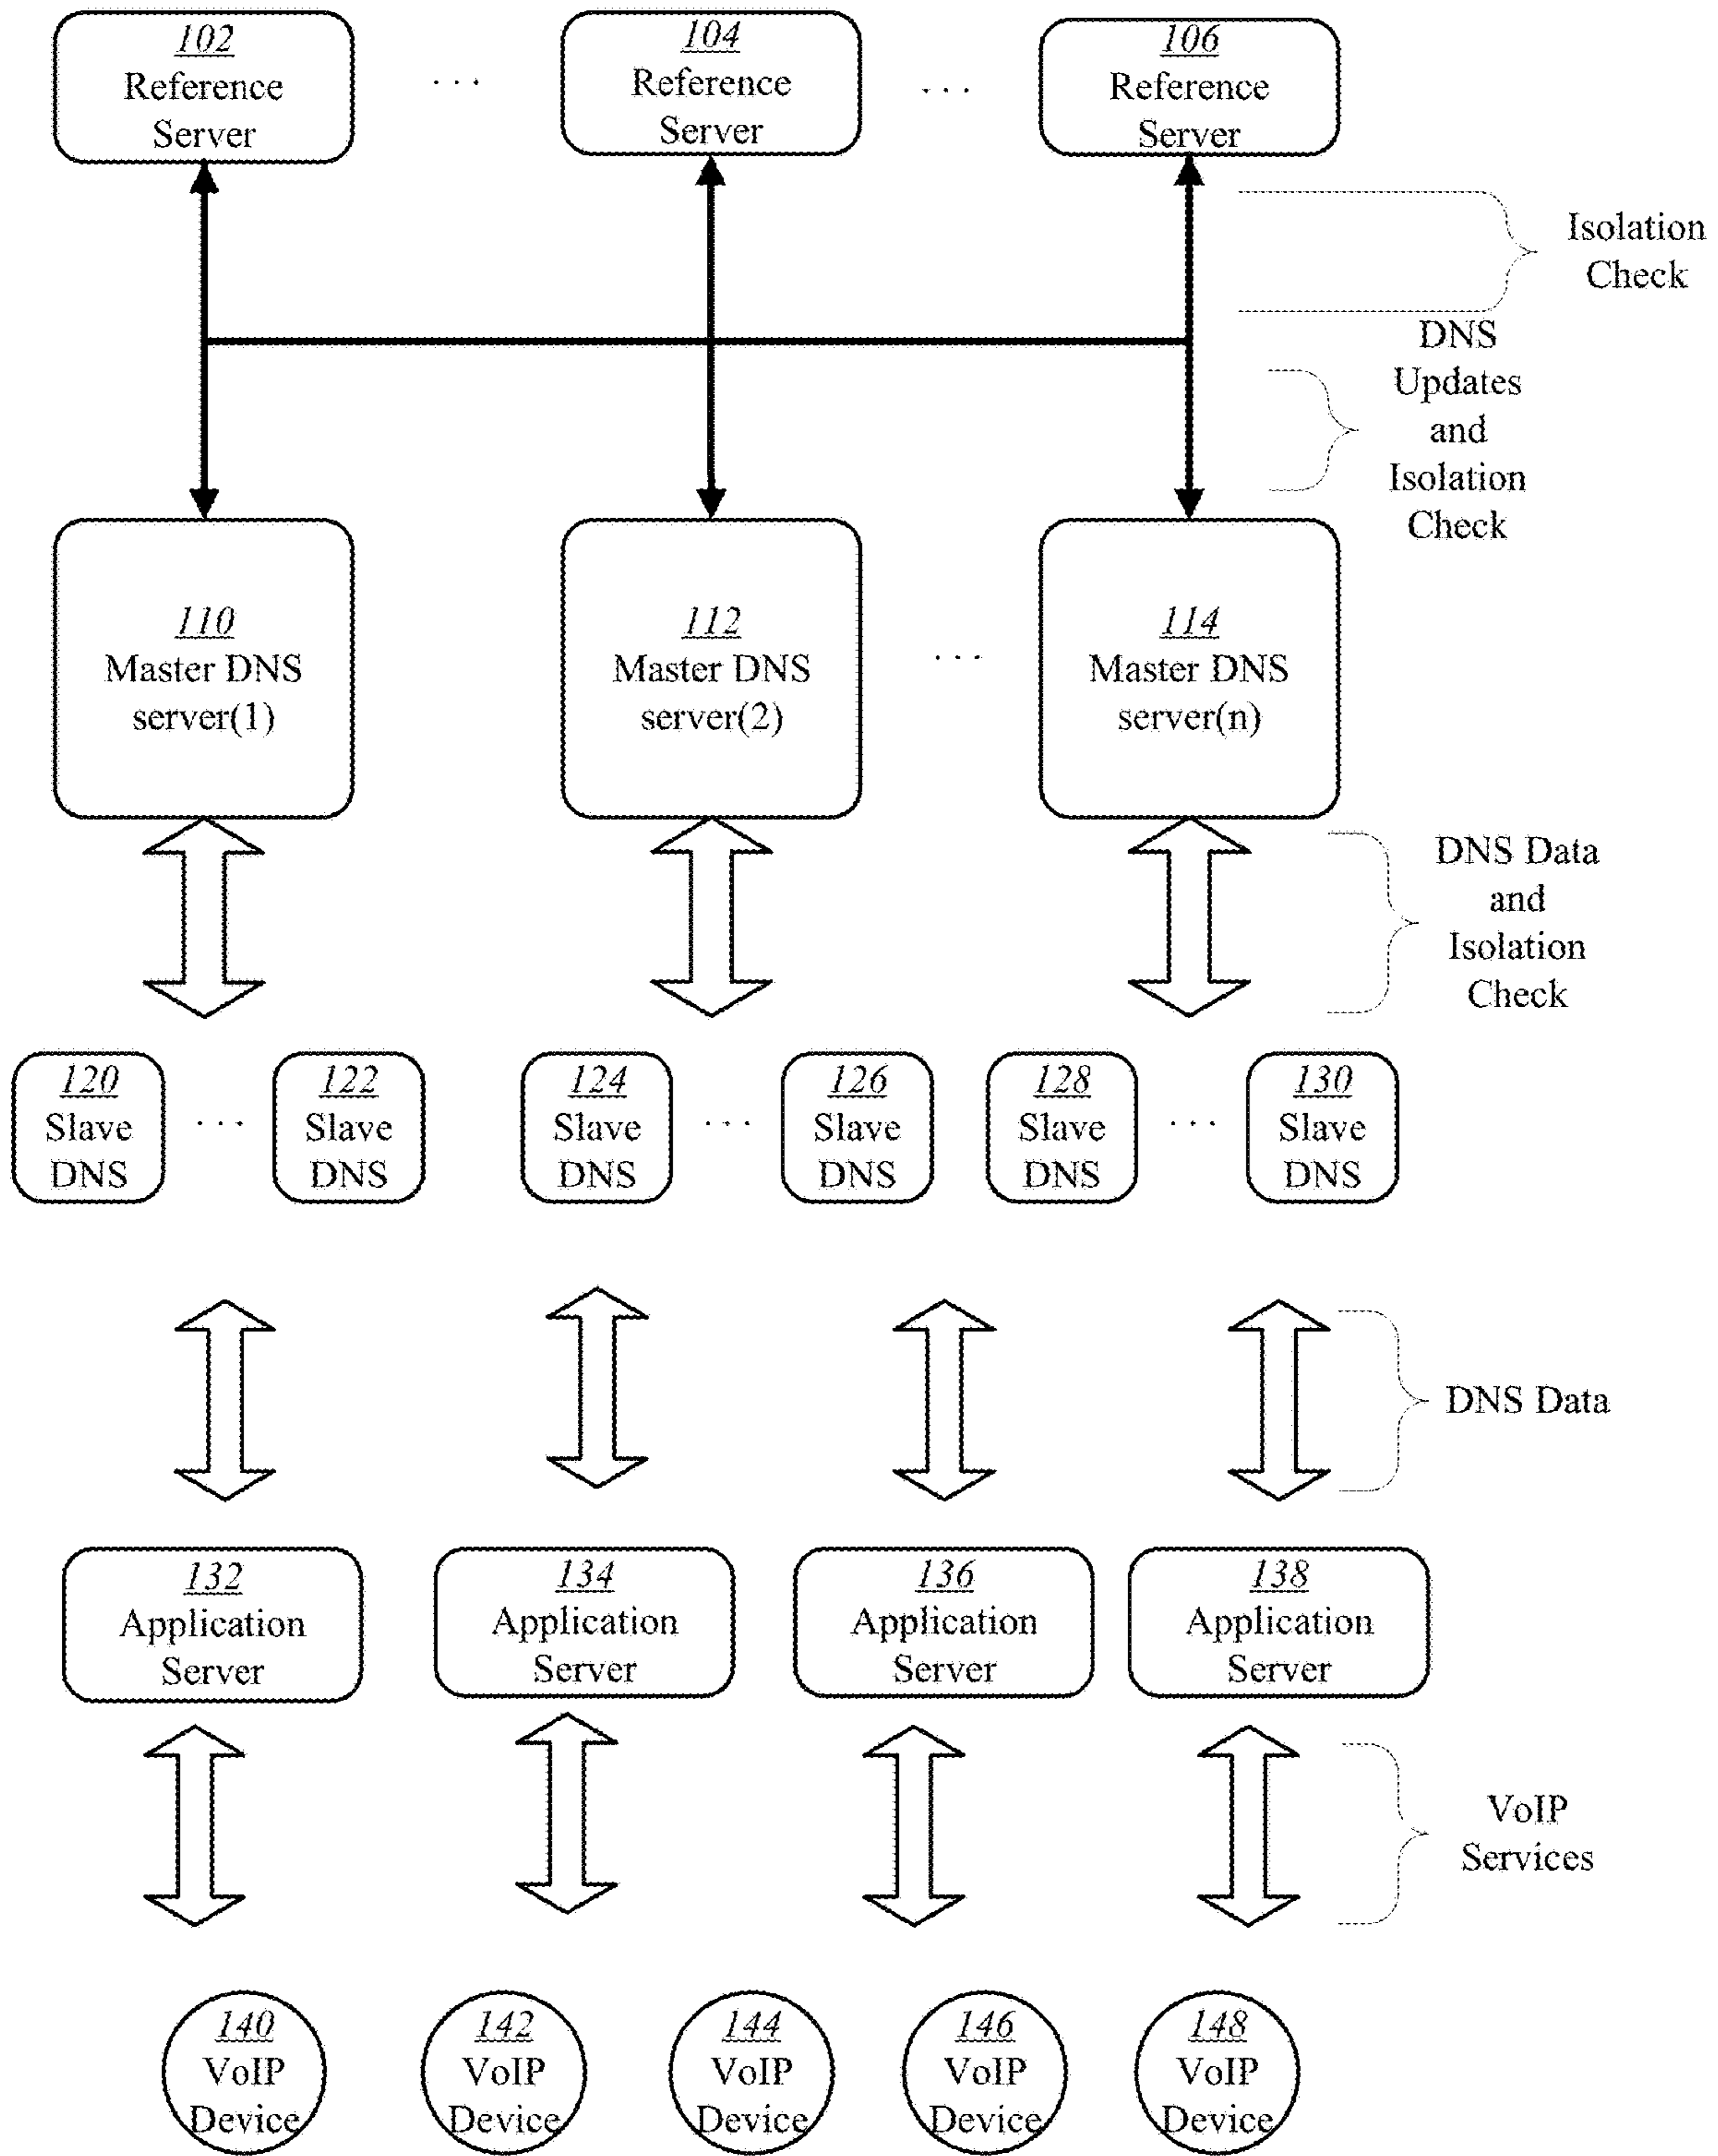 102
Reference
Server
. . .
104
Reference
Server
. . .
106
Reference
Server
Isolation
Check
DNS
Updates
and
Isolation
Check
110
Master DNS
server(1)
112
Master DNS
server(2)
. . .
114
Master DNS
server(n)
DNS Data
and
Isolation
Check
120
Slave
DNS
. . .
122
Slave
DNS
124
Slave
DNS
. . .
126
Slave
DNS
128
Slave
DNS
. . .
130
Slave
DNS
DNS Data
132
Application
Server
134
Application
Server
136
Application
Server
138
Application
Server
VoIP
Services
140
VoIP
Device
142
VoIP
Device
144
VoIP
Device
146
VoIP
Device
148
VoIP
Device